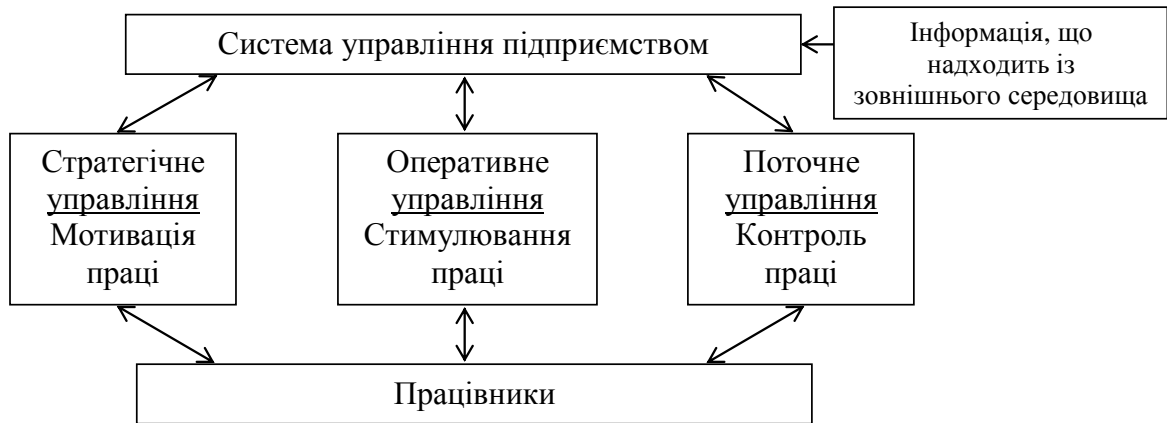 Система управління підприємством
Інформація, що
надходить із
зовнішнього середовища
Стратегічне
управління
Мотивація
праці
Оперативне
управління
Стимулювання
праці
Поточне
управління
Контроль
праці
Працівники